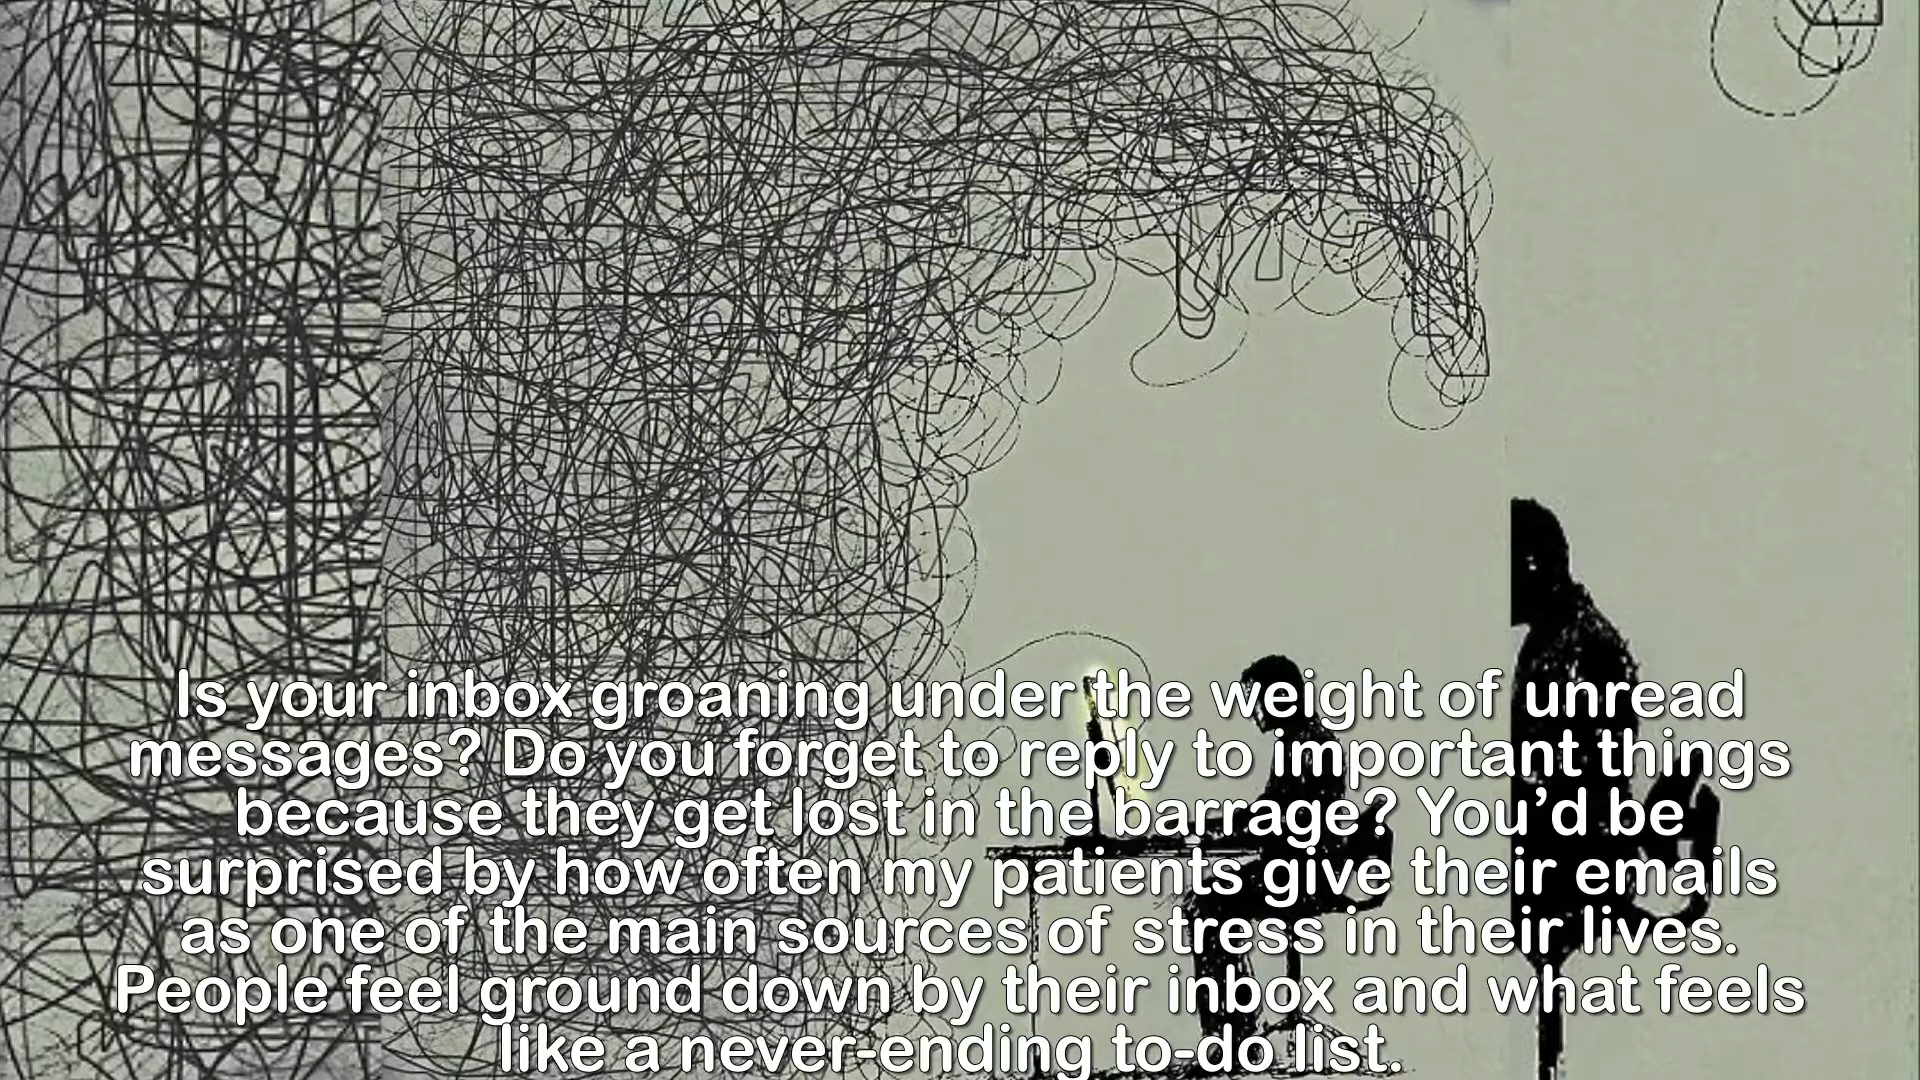 Is your inbox groaning under the weight of unread
messages? Do you forget to reply to important things
because they get lost in the barrage? You’d be
surprised by how often my patients give their emails
as one of the main sources of stress in their lives.
People feel ground down by their inbox and what feels
like a never-ending to-do list.